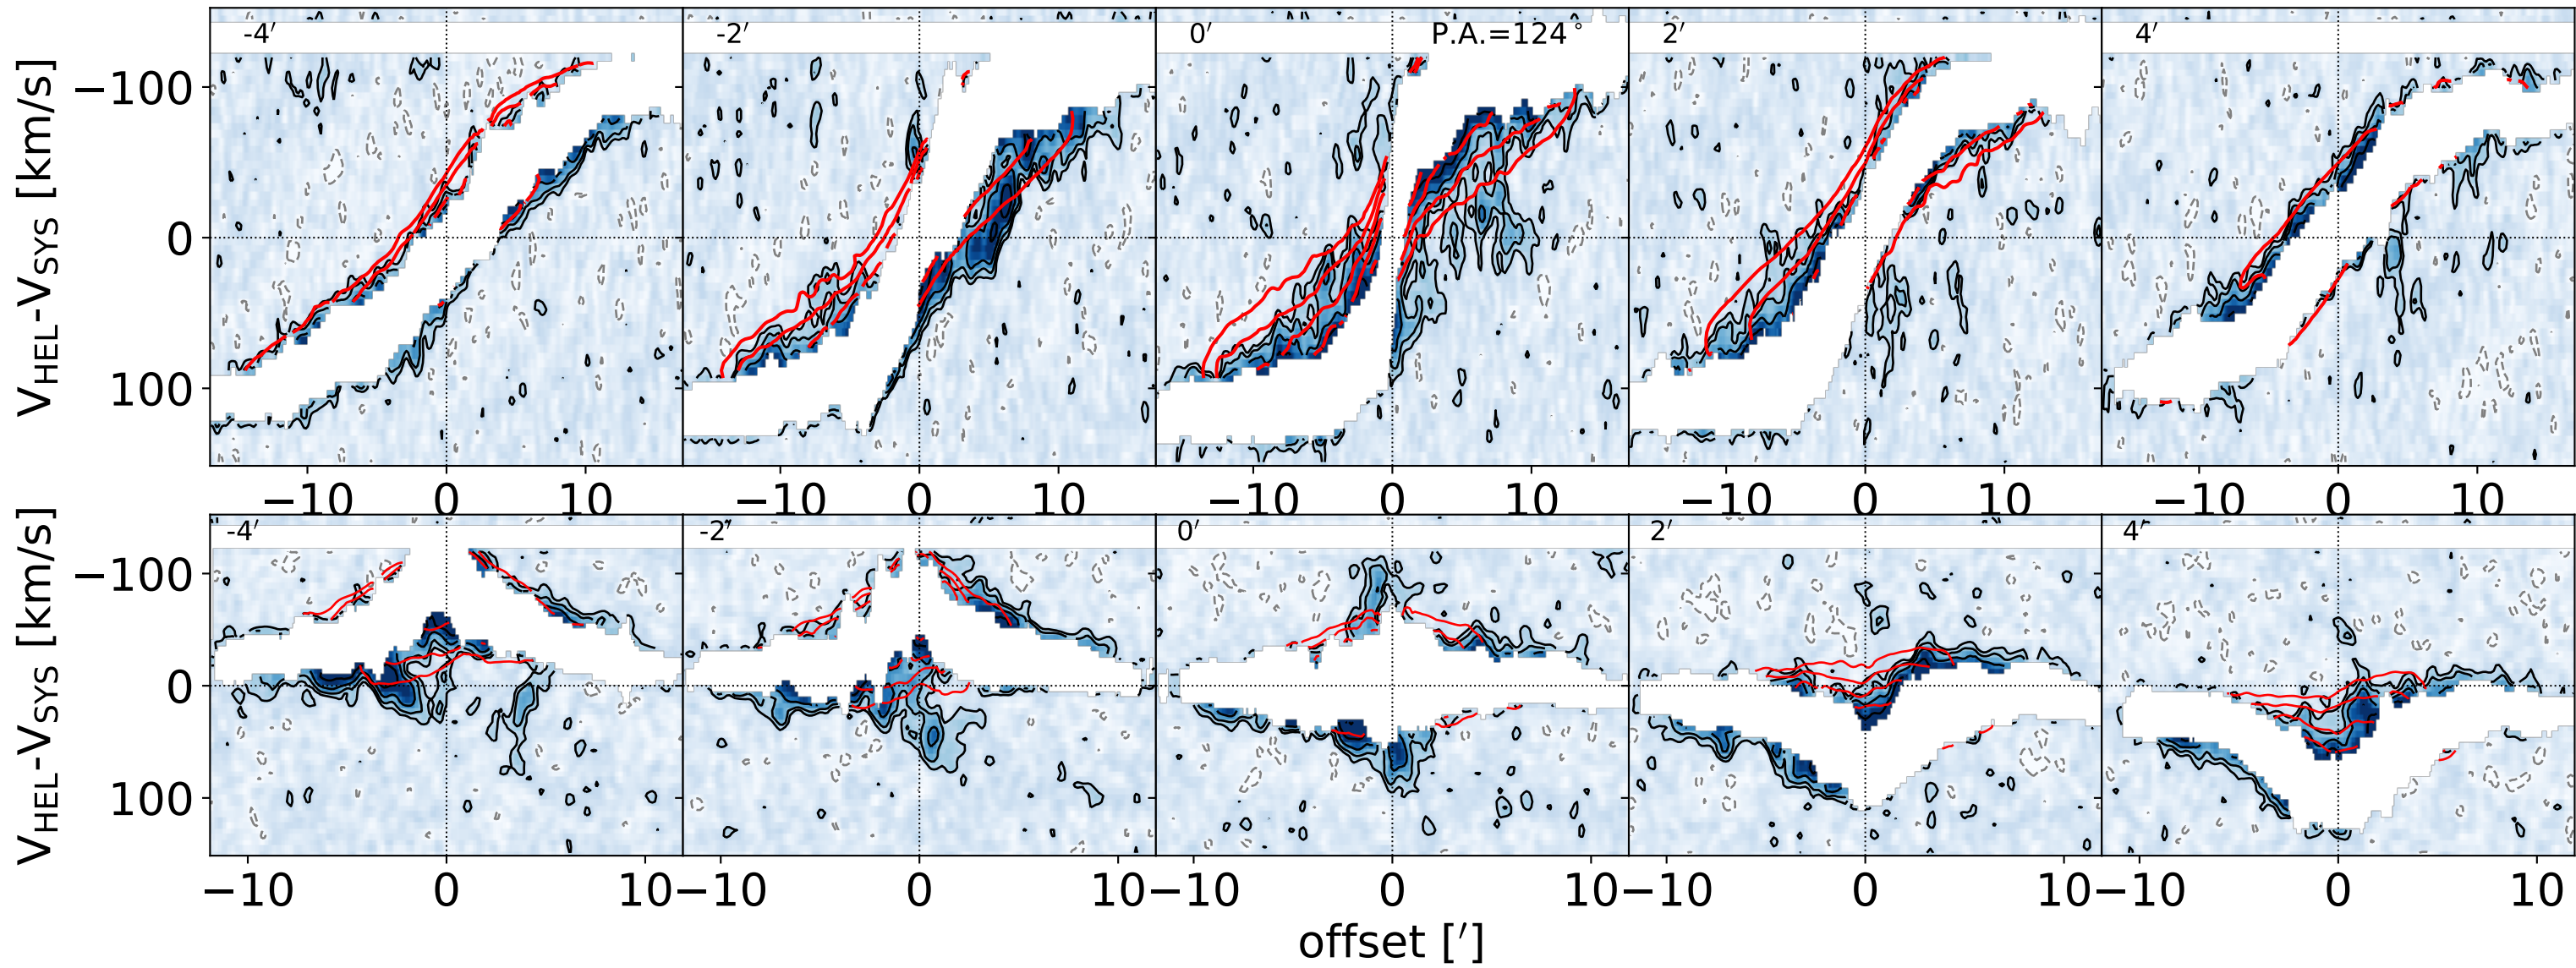 -4′ -2′ 0′ P.A.=124° 2′ 4′
V_HEL-V_SYS [km/s]
−100
0
100
−10 0 10 −10 0 10 −10 0 10 −10 0 10 −10 0 10
-4′ -2′ 0′ 2′ 4′
V_HEL-V_SYS [km/s]
−100
0
100
−10 0 10 −10 0 10 −10 0 10 −10 0 10 −10 0 10
offset [′]